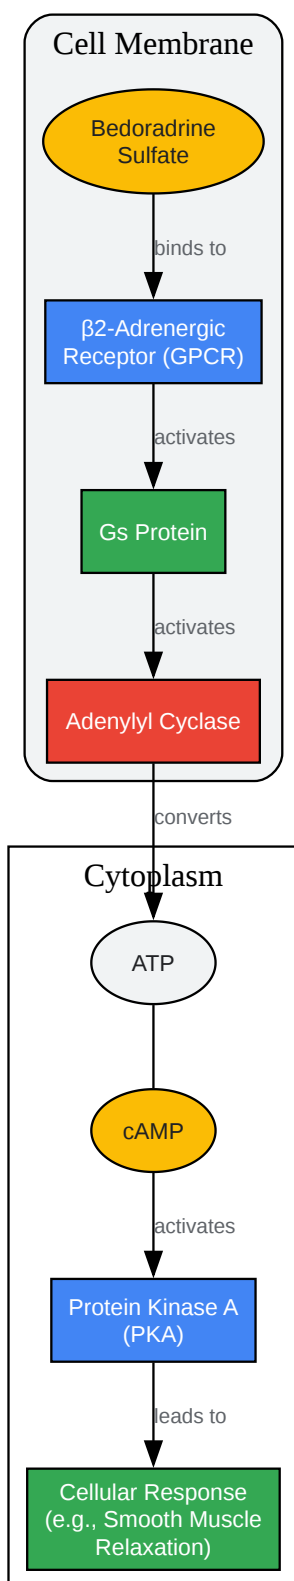 Cell Membrane
Bedoradrine
Sulfate
binds to
β2-Adrenergic
Receptor (GPCR)
activates
Gs Protein
activates
Adenylyl Cyclase
converts
Cytoplasm
ATP
cAMP
activates
Protein Kinase A
(PKA)
leads to
Cellular Response
(e.g., Smooth Muscle
Relaxation)